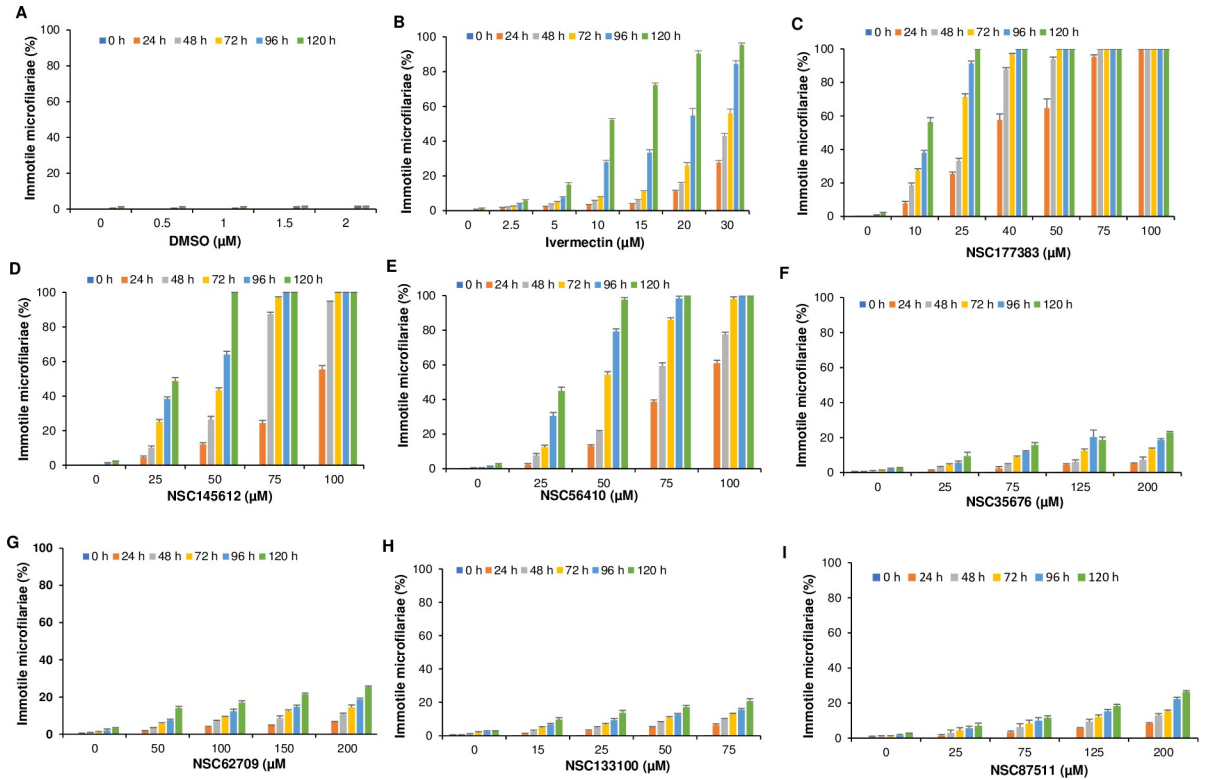 A
Immotile microfilariae (%)
100
80
60
40
20
0
0 h 24 h 48 h 72 h 96 h 120 h
0 0.5 1 1.5 2
DMSO (µM)
B
Immotile microfilariae (%)
100
80
60
40
20
0
0 h 24 h 48 h 72 h 96 h 120 h
0 2.5 5 10 15 20 30
Ivermectin (µM)
C
Immotile microfilariae (%)
100
80
60
40
20
0
0 h 24 h 48 h 72 h 96 h 120 h
0 10 25 40 50 75 100
NSC177383 (µM)
D
Immotile microfilariae (%)
100
80
60
40
20
0
0 h 24 h 48 h 72 h 96 h 120 h
0 25 50 75 100
NSC145612 (µM)
E
Immotile microfilariae (%)
100
80
60
40
20
0
0 h 24 h 48 h 72 h 96 h 120 h
0 25 50 75 100
NSC56410 (µM)
F
Immotile microfilariae (%)
100
80
60
40
20
0
0 h 24 h 48 h 72 h 96 h 120 h
0 25 75 125 200
NSC35676 (µM)
G
Immotile microfilariae (%)
100
80
60
40
20
0
0 h 24 h 48 h 72 h 96 h 120 h
0 50 100 150 200
NSC62709 (µM
H
Immotile microfilariae (%)
100
80
60
40
20
0
0 h 24 h 48 h 72 h 96 h 120 h
0 15 25 50 75
NSC133100 (µM)
I
Immotile microfilariae (%)
100
80
60
40
20
0
0 h 24 h 48 h 72 h 96 h 120 h
0 25 75 125 200
NSC87511 (µM)